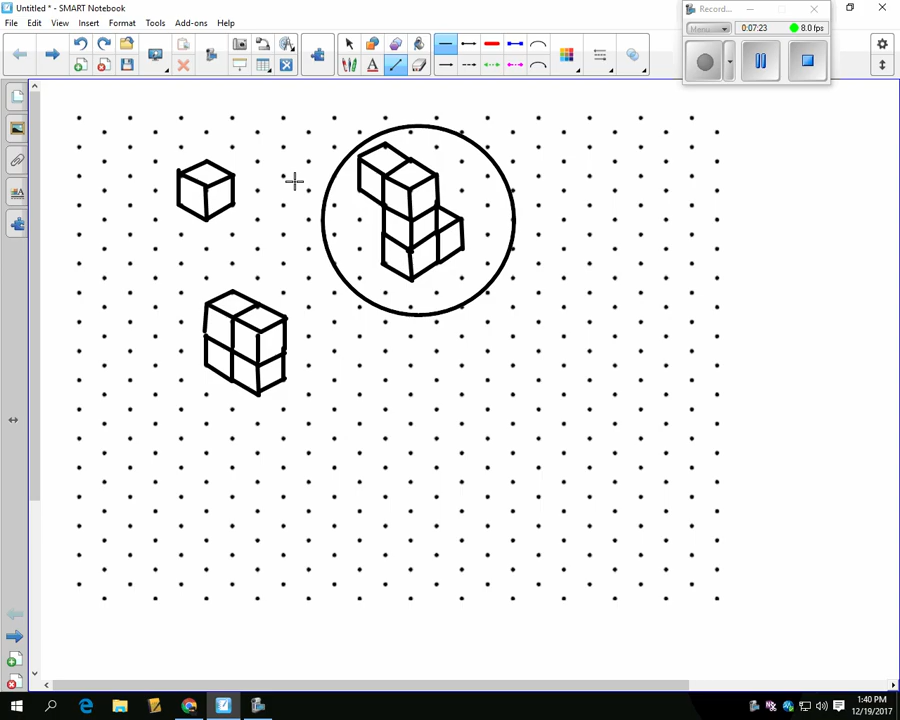 Untitled * - SMART Notebook
File Edit View Insert Format Tools Add-ons Help
Record...
Menu 0:07:23 8.0 fps
1:40 PM
12/19/2017